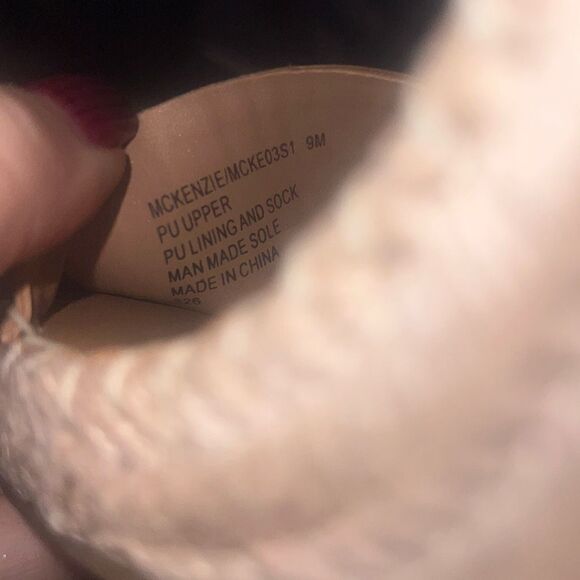 MCKENZIE/MCKE03S1 9M
PU UPPER
PU LINING AND SOCK
MAN MADE SOLE
MADE IN CHINA